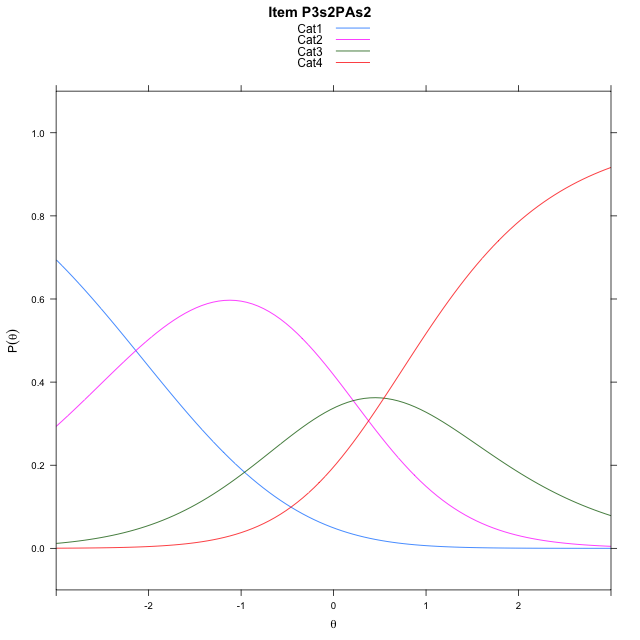 Item P3s2PAs2
Cat1
Cat2
Cat3
Cat4
1.0
0.8
0.6
0.4
0.2
0.0
P(θ)
-2 -1 0 1 2
θ